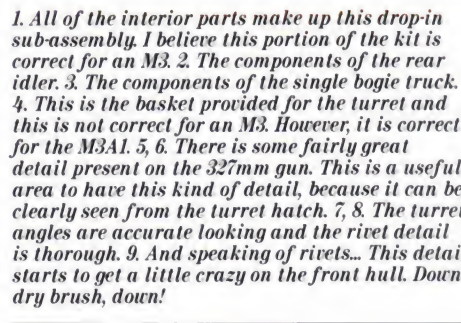 1. All of the interior parts make up this drop-in
sub-assembly. I believe this portion of the kit is
correct for an M3. 2. The components of the rear
idler. 3. The components of the single bogie truck.
4. This is the basket provided for the turret and
this is not correct for an M3. However, it is correct
for the M3A1. 5, 6. There is some fairly great
detail present on the 327mm gun. This is a useful
area to have this kind of detail, because it can be
clearly seen from the turret hatch. 7, 8. The turret
angles are accurate looking and the rivet detail
is thorough. 9. And speaking of rivets... This detai
starts to get a little crazy on the front hull. Down
dry brush, down!